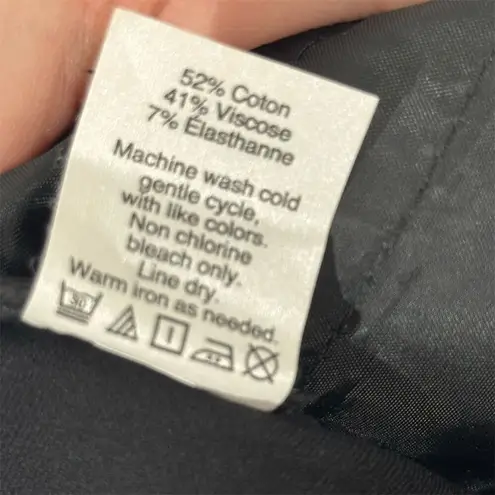 52% Coton
41% Viscose
7% Élasthanne
Machine wash cold
gentle cycle,
with like colors.
Non chlorine
bleach only.
Line dry.
Warm iron as needed.
30